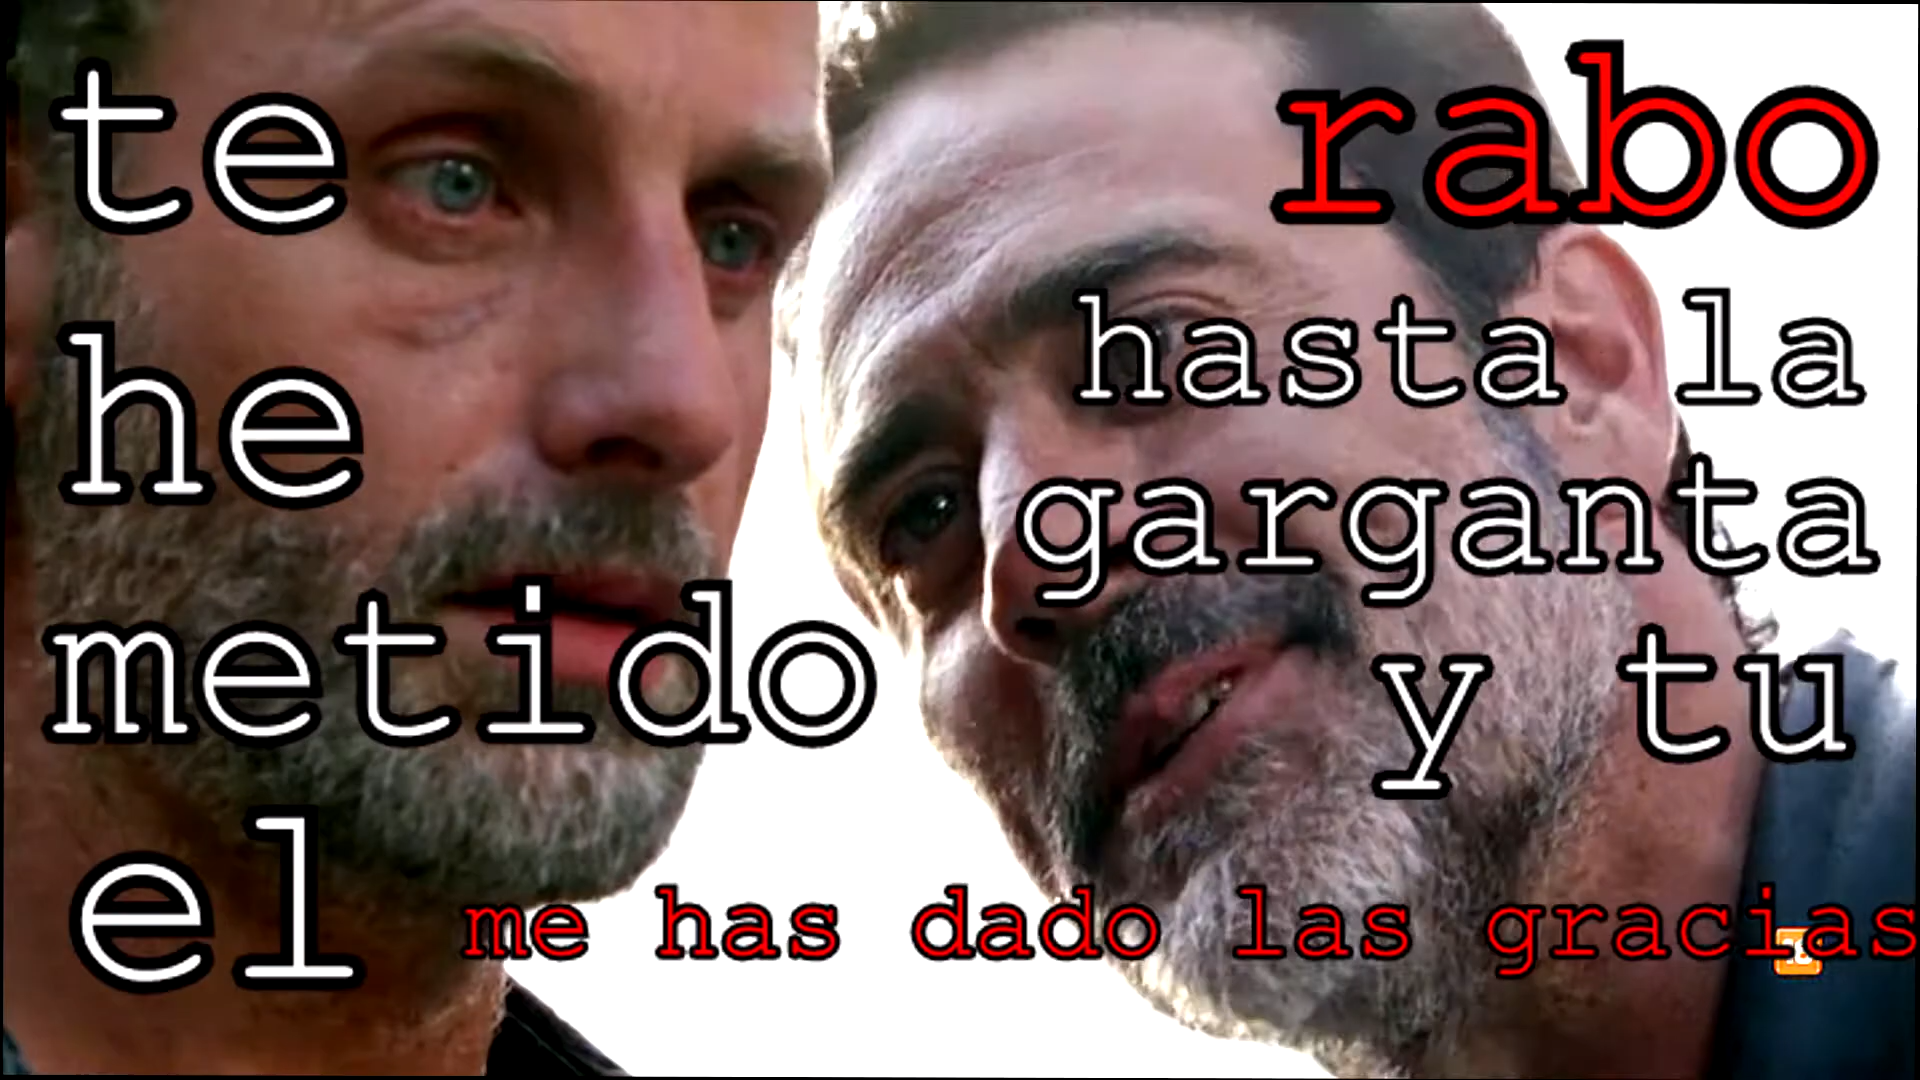 te
he
metido
el
rabo
hasta la
garganta
y tu
me has dado las gracias